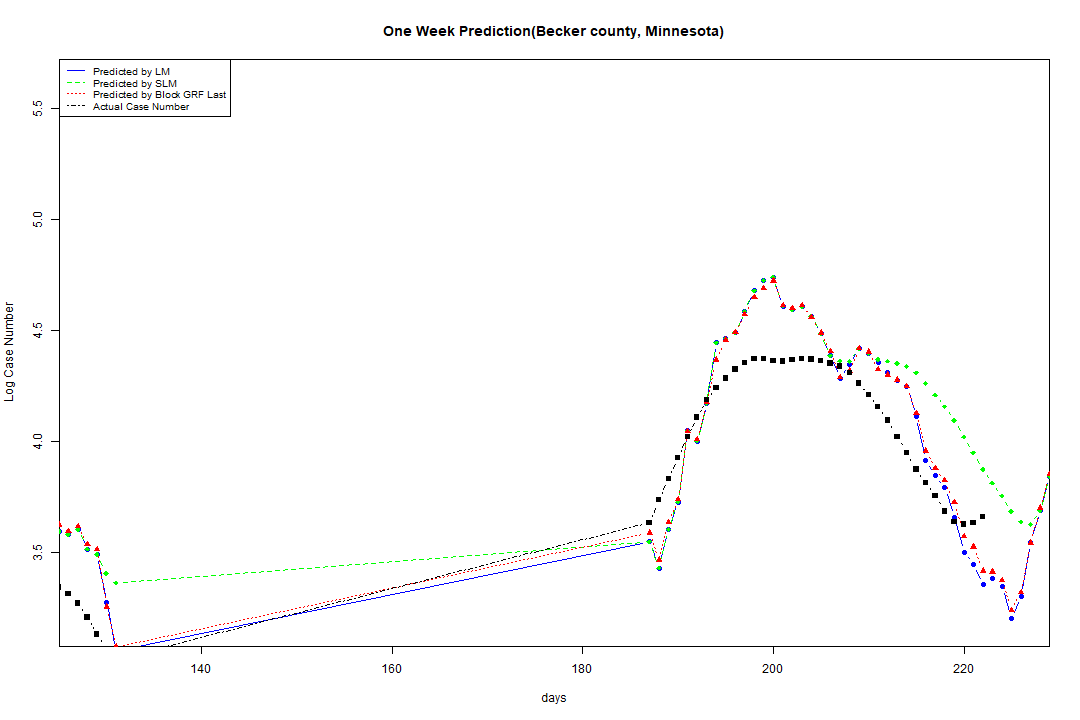 One Week Prediction(Becker county, Minnesota)
Predicted by LM
Predicted by SLM
Predicted by Block GRF Last
Actual Case Number
5.5
5.0
4.5
4.0
3.5
Log Case Number
140 160 180 200 220
days